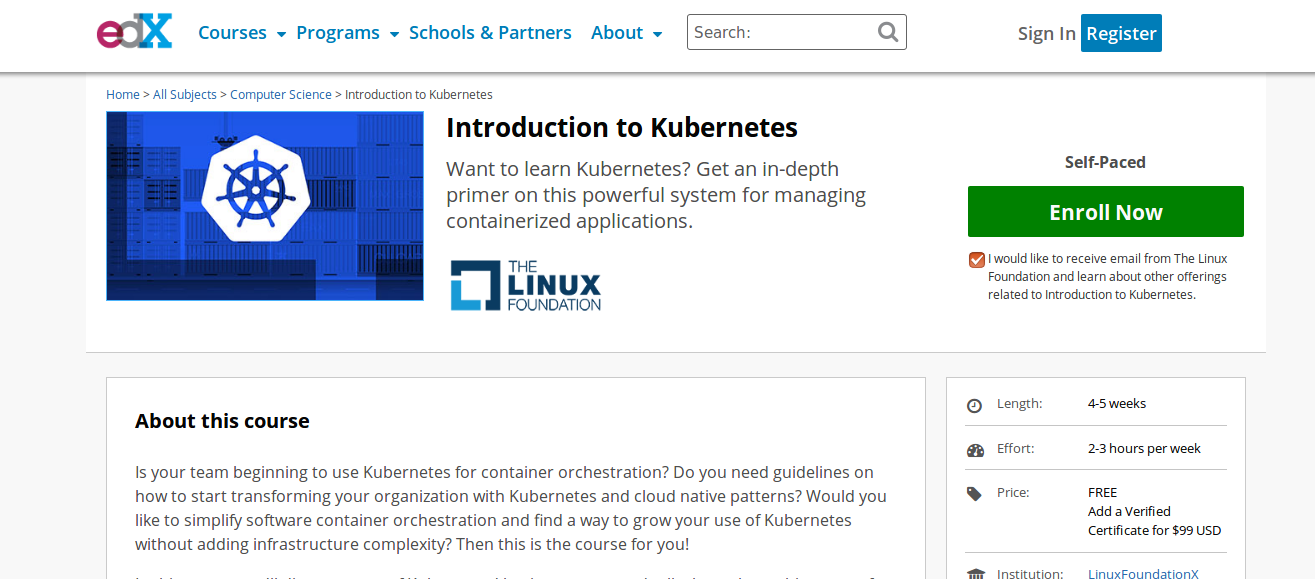 edX
Courses Programs Schools & Partners About Search: Sign In Register
Home > All Subjects > Computer Science > Introduction to Kubernetes
Introduction to Kubernetes
Want to learn Kubernetes? Get an in-depth
primer on this powerful system for managing
containerized applications.
THE
LINUX
FOUNDATION
Self-Paced
Enroll Now
I would like to receive email from The Linux
Foundation and learn about other offerings
related to Introduction to Kubernetes.
About this course
Is your team beginning to use Kubernetes for container orchestration? Do you need guidelines on
how to start transforming your organization with Kubernetes and cloud native patterns? Would you
like to simplify software container orchestration and find a way to grow your use of Kubernetes
without adding infrastructure complexity? Then this is the course for you!
Length: 4-5 weeks
Effort: 2-3 hours per week
Price: FREE
Add a Verified
Certificate for $99 USD
Institution: LinuxFoundationX